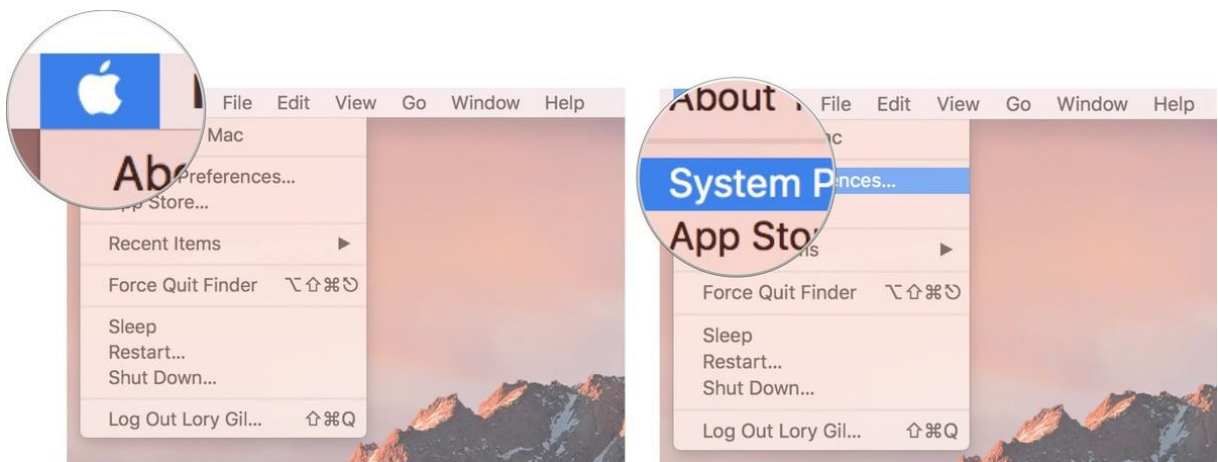 File Edit View Go Window Help
Mac
Abo
Preferences...
App Store...
Recent Items
Force Quit Finder ⌥⇧⌘⎋
Sleep
Restart...
Shut Down...
Log Out Lory Gil... ⇧⌘Q
About
File Edit View Go Window Help
System P ences...
App Sto
Force Quit Finder ⌥⇧⌘⎋
Sleep
Restart...
Shut Down...
Log Out Lory Gil... ⇧⌘Q